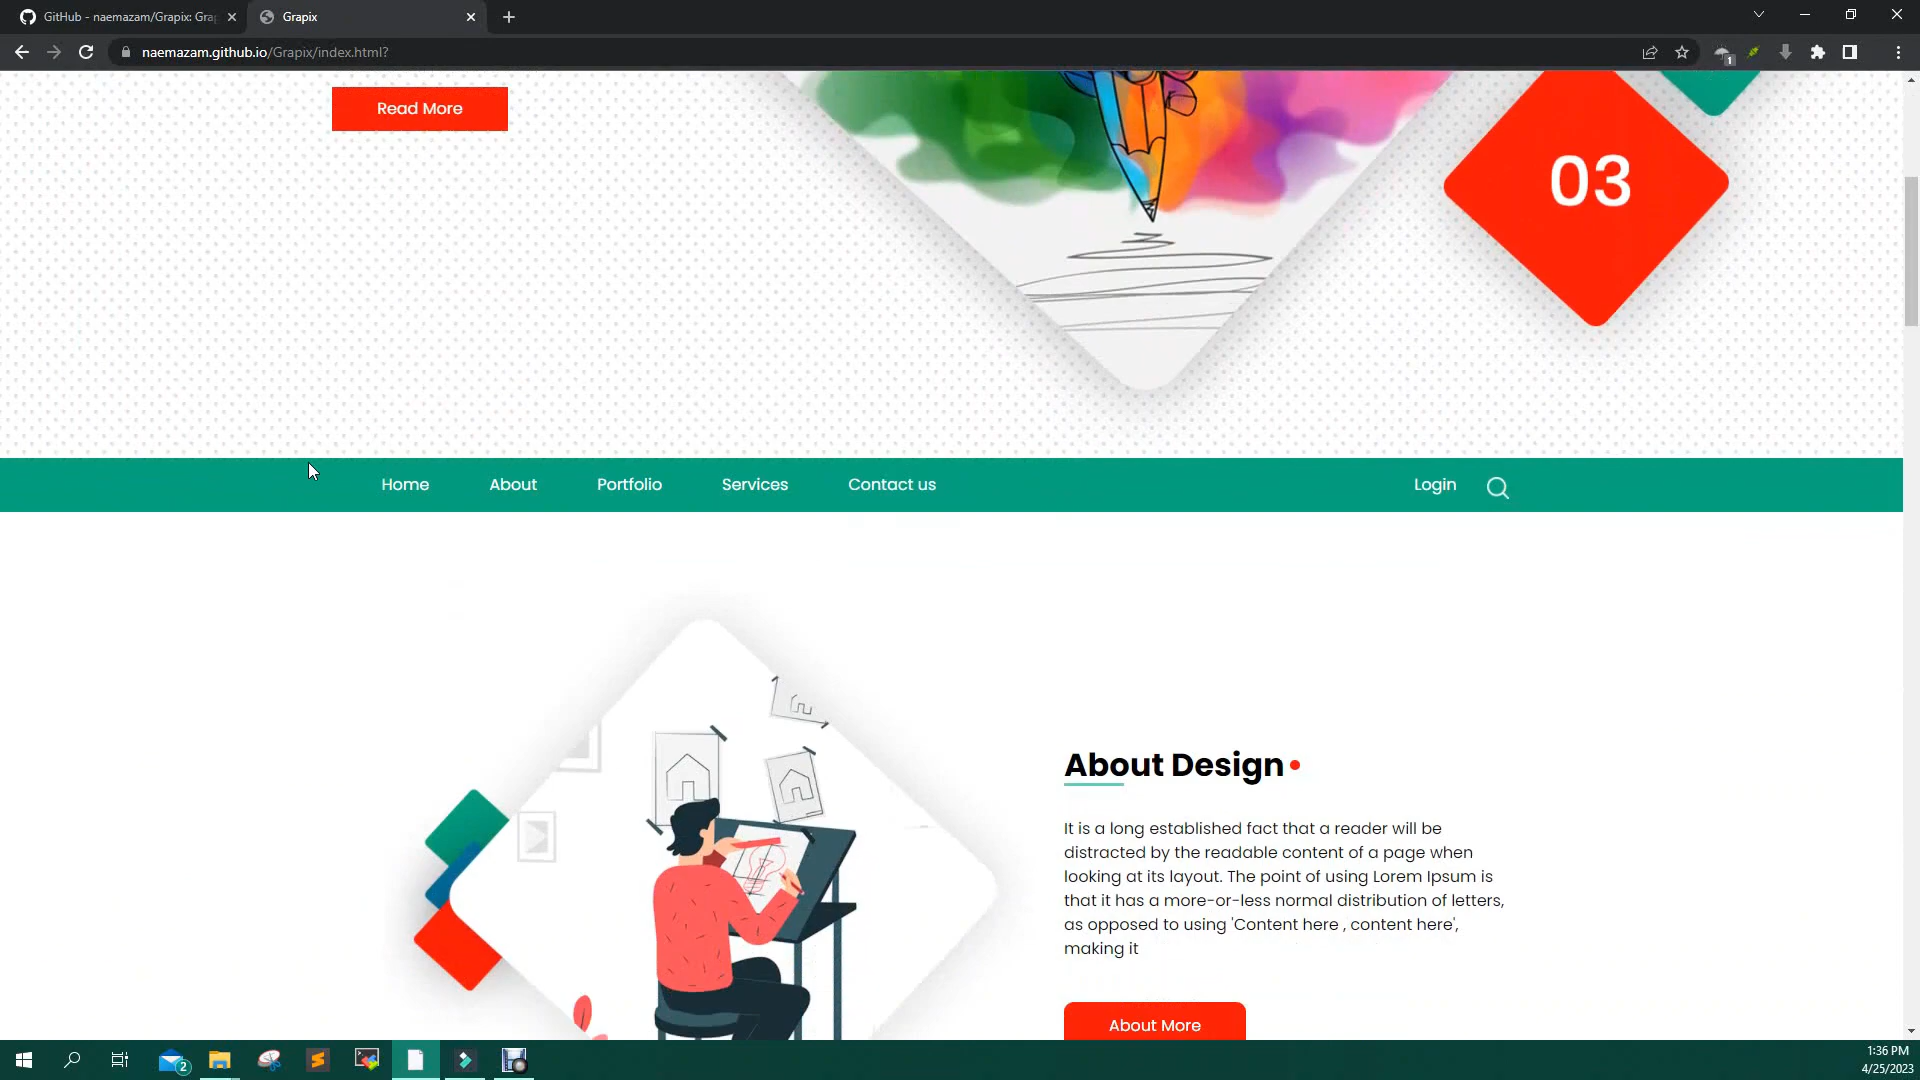 GitHub - naemazam/Grapix: Gra
Grapix
naemazam.github.io/Grapix/index.html?
1
Read More
03
Home About Portfolio Services Contact us Login
About Design
It is a long established fact that a reader will be
distracted by the readable content of a page when
looking at its layout. The point of using Lorem Ipsum is
that it has a more-or-less normal distribution of letters,
as opposed to using 'Content here , content here',
making it
About More
2
1:36 PM
4/25/2023